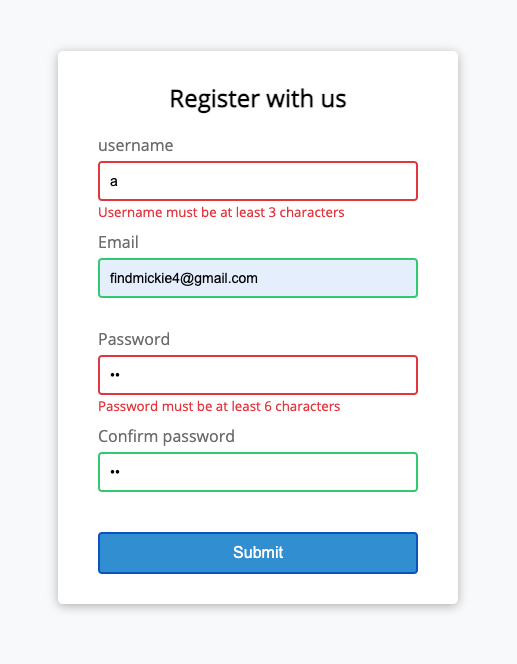 Register with us
username
a
Username must be at least 3 characters
Email
findmickie4@gmail.com
Password
••
Password must be at least 6 characters
Confirm password
••
Submit